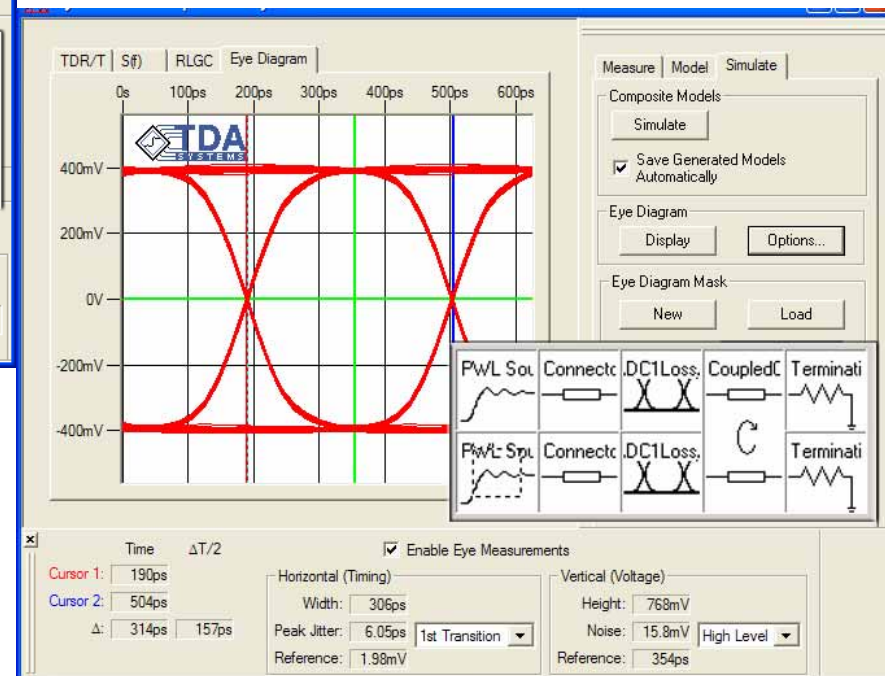 TDR/T S(f) RLGC Eye Diagram
0s 100ps 200ps 300ps 400ps 500ps 600ps
TDA
SYSTEMS
400mV
200mV
0V
-200mV
-400mV
Measure Model Simulate
Composite Models
Simulate
Save Generated Models
Automatically
Eye Diagram
Display Options...
Eye Diagram Mask
New Load
PWL Sou Connecto .DC1Loss, CoupledC Terminati
PWL Sou Connecto .DC1Loss, Terminati
Time ΔT/2
Enable Eye Measurements
Cursor 1: 190ps
Cursor 2: 504ps
Δ: 314ps 157ps
Horizontal (Timing)
Width: 306ps
Peak Jitter: 6.05ps 1st Transition
Reference: 1.98mV
Vertical (Voltage)
Height: 768mV
Noise: 15.8mV High Level
Reference: 354ps